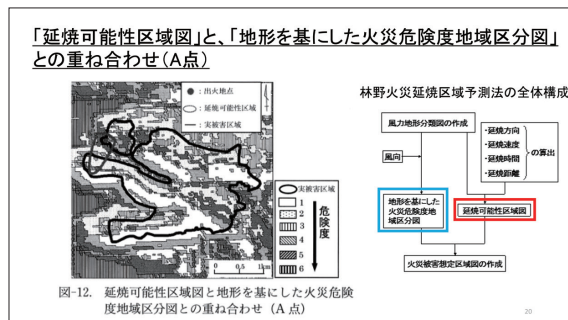 「延焼可能性区域図」と、「地形を基にした火災危険度地域区分図」
との重ね合わせ(A点)
●:出火地点
○:延焼可能性区域
―:実被害区域
○実被害区域
1
2
3
4
5
6
危険度
0 0.5 1km
図-12. 延焼可能性区域図と地形を基にした火災危険
度地域区分図との重ね合わせ(A点)
林野火災延焼区域予測法の全体構成
風力地形分類図の作成
風向
・延焼方向
・延焼速度
・延焼時間
・延焼距離
の算出
地形を基にした
火災危険度地
域区分図
延焼可能性区域図
火災被害想定区域図の作成
20